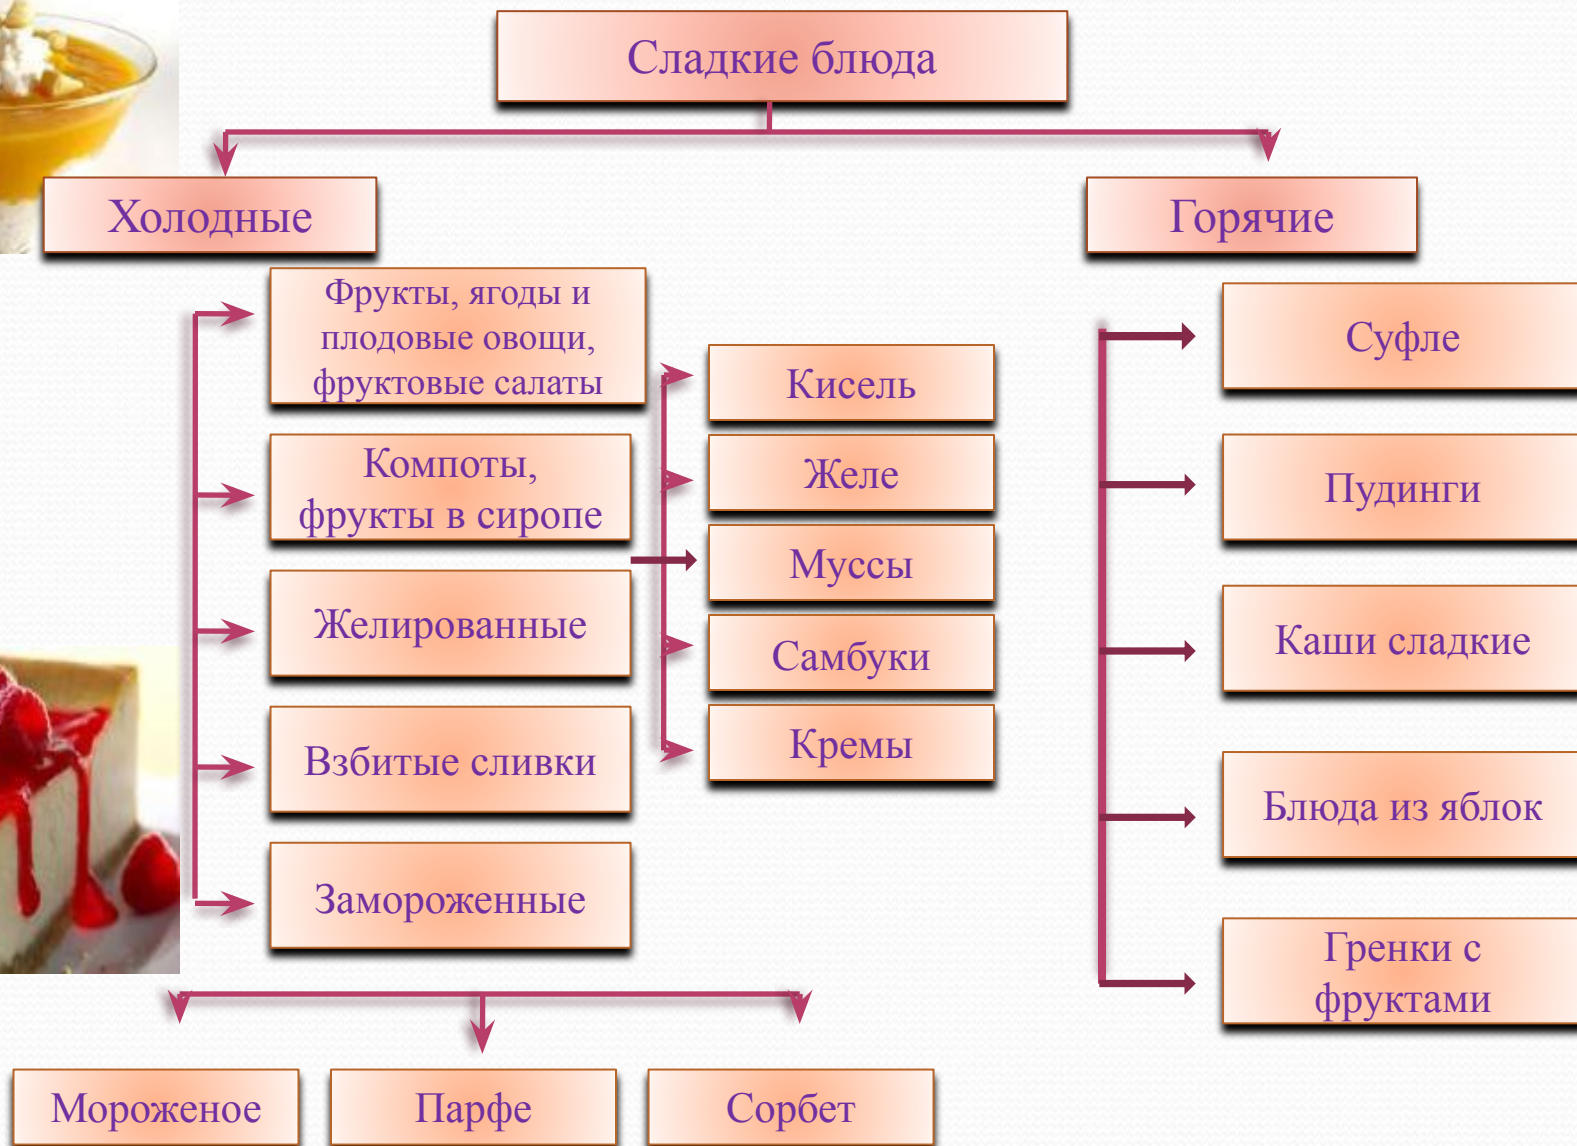 Сладкие блюда
Холодные
Горячие
Фрукты, ягоды и
плодовые овощи,
фруктовые салаты
Компоты,
фрукты в сиропе
Желированные
Взбитые сливки
Замороженные
Кисель
Желе
Муссы
Самбуки
Кремы
Мороженое
Парфе
Сорбет
Суфле
Пудинги
Каши сладкие
Блюда из яблок
Гренки с
фруктами